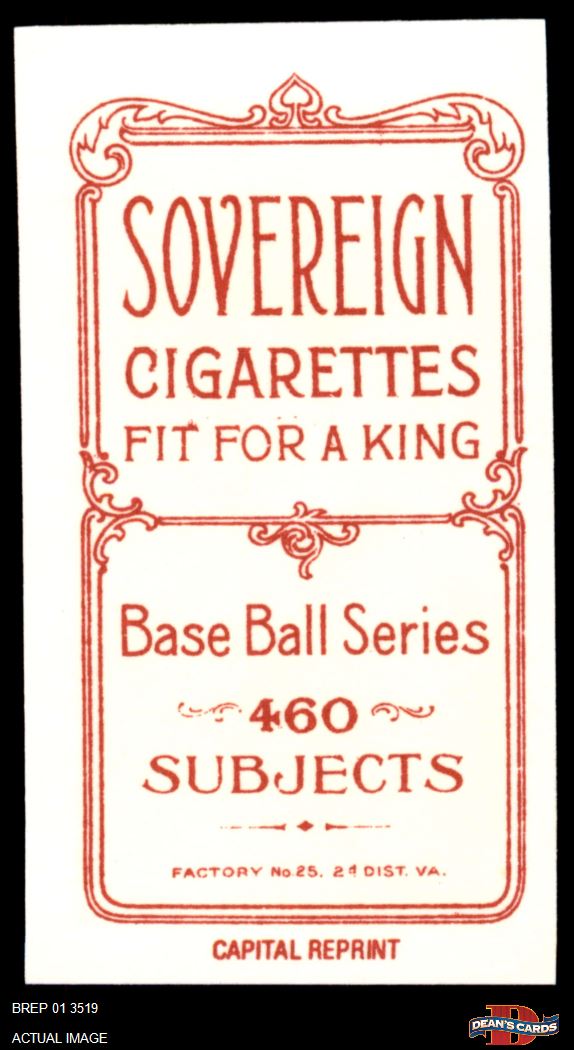 SOVEREIGN
CIGARETTES
FIT FOR A KING
Base Ball Series
460
SUBJECTS
FACTORY No. 25. 2d DIST. VA.
CAPITAL REPRINT
BREP 01 3519
ACTUAL IMAGE
D
DEAN'S CARDS